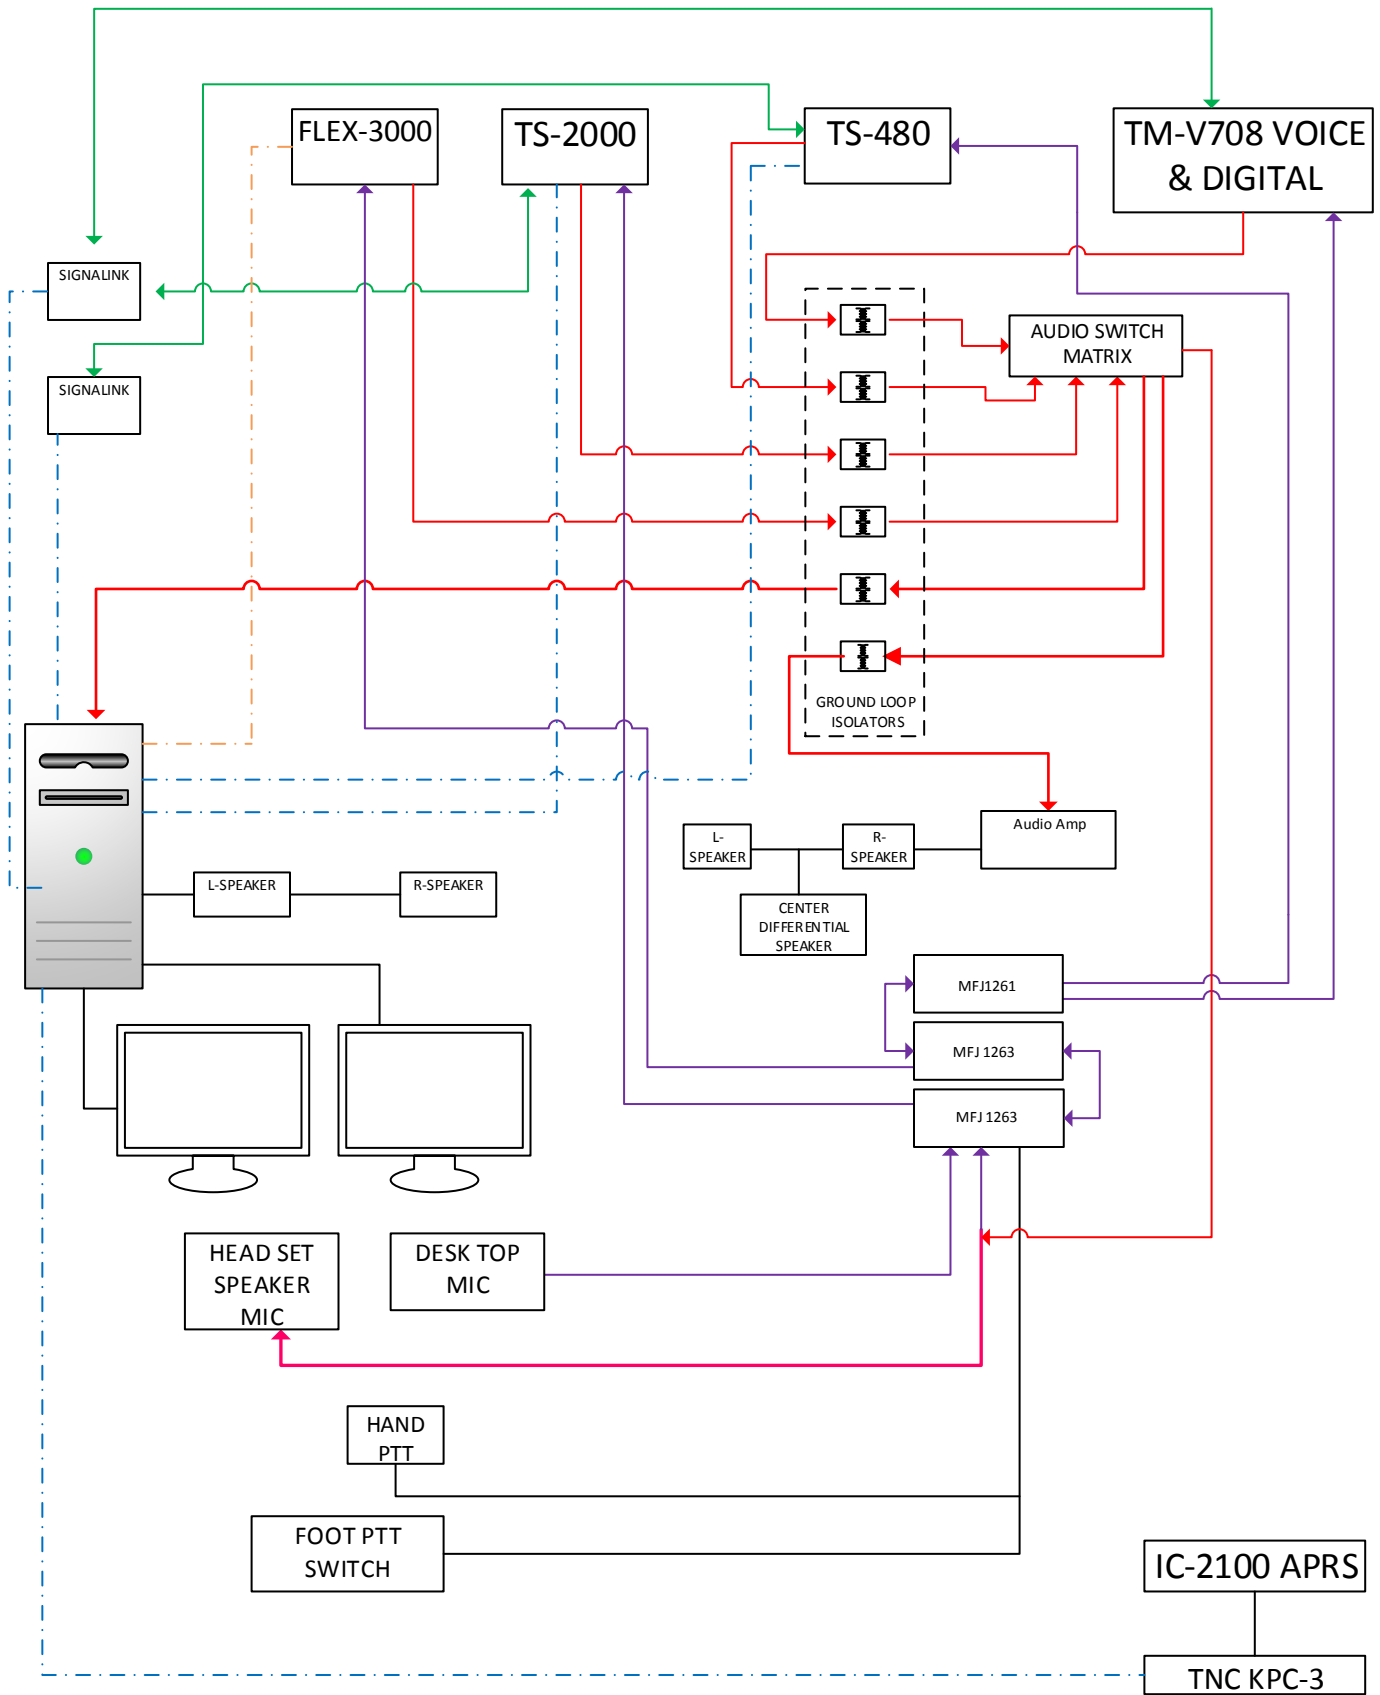 FLEX-3000
TS-2000
TS-480
TM-V708 VOICE
& DIGITAL
SIGNALINK
SIGNALINK
AUDIO SWITCH
MATRIX
GROUND LOOP
ISOLATORS
Audio Amp
L-
SPEAKER
R-
SPEAKER
CENTER
DIFFERENTIAL
SPEAKER
L-SPEAKER
R-SPEAKER
MFJ1261
MFJ 1263
MFJ 1263
HEAD SET
SPEAKER
MIC
DESK TOP
MIC
HAND
PTT
FOOT PTT
SWITCH
IC-2100 APRS
TNC KPC-3